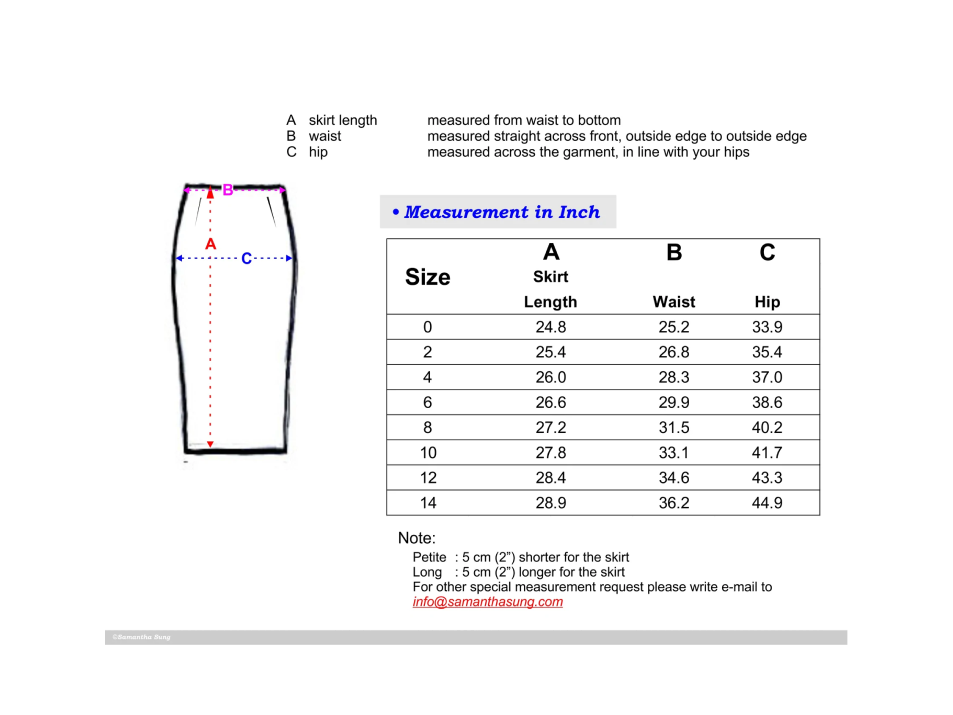 A skirt length measured from waist to bottom
B waist measured straight across front, outside edge to outside edge
C hip measured across the garment, in line with your hips
B
A
C
• Measurement in Inch
Size A B C
Skirt
Length Waist Hip
0 24.8 25.2 33.9
2 25.4 26.8 35.4
4 26.0 28.3 37.0
6 26.6 29.9 38.6
8 27.2 31.5 40.2
10 27.8 33.1 41.7
12 28.4 34.6 43.3
14 28.9 36.2 44.9
Note:
Petite : 5 cm (2”) shorter for the skirt
Long : 5 cm (2”) longer for the skirt
For other special measurement request please write e-mail to
info@samanthasung.com
©Samantha Sung